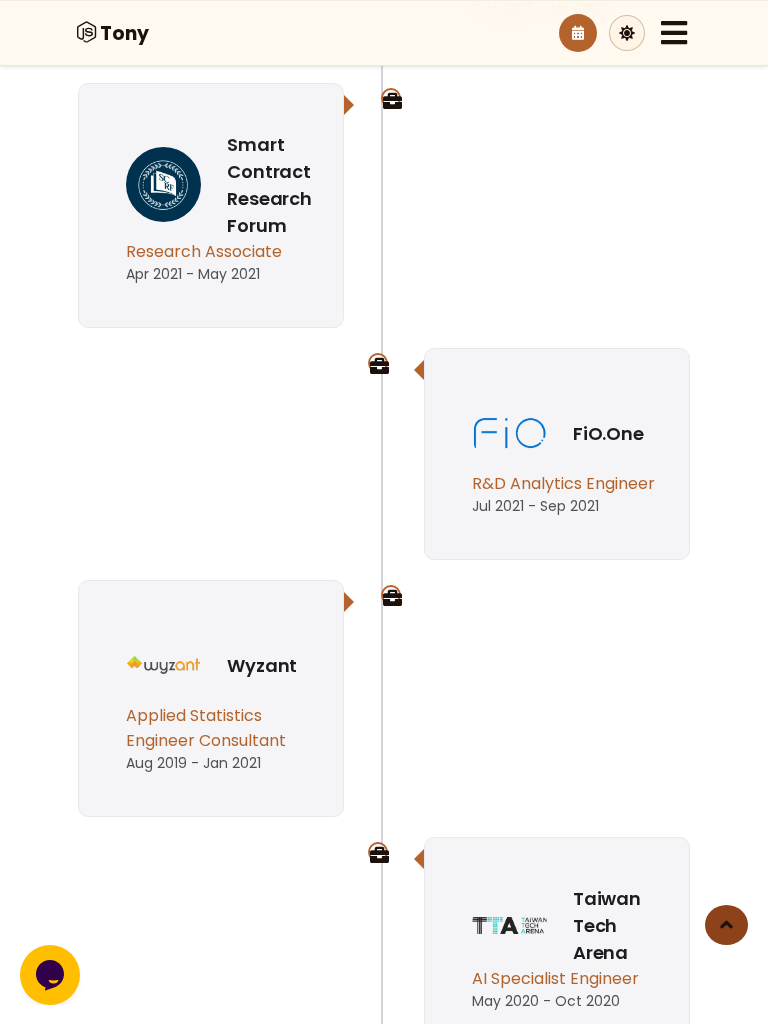 Tony
Smart
Contract
Research
Forum
Research Associate
Apr 2021 - May 2021
FiO
FiO.One
R&D Analytics Engineer
Jul 2021 - Sep 2021
wyzant
Wyzant
Applied Statistics
Engineer Consultant
Aug 2019 - Jan 2021
TTA TAIWAN
TECH
ARENA
Taiwan
Tech
Arena
AI Specialist Engineer
May 2020 - Oct 2020